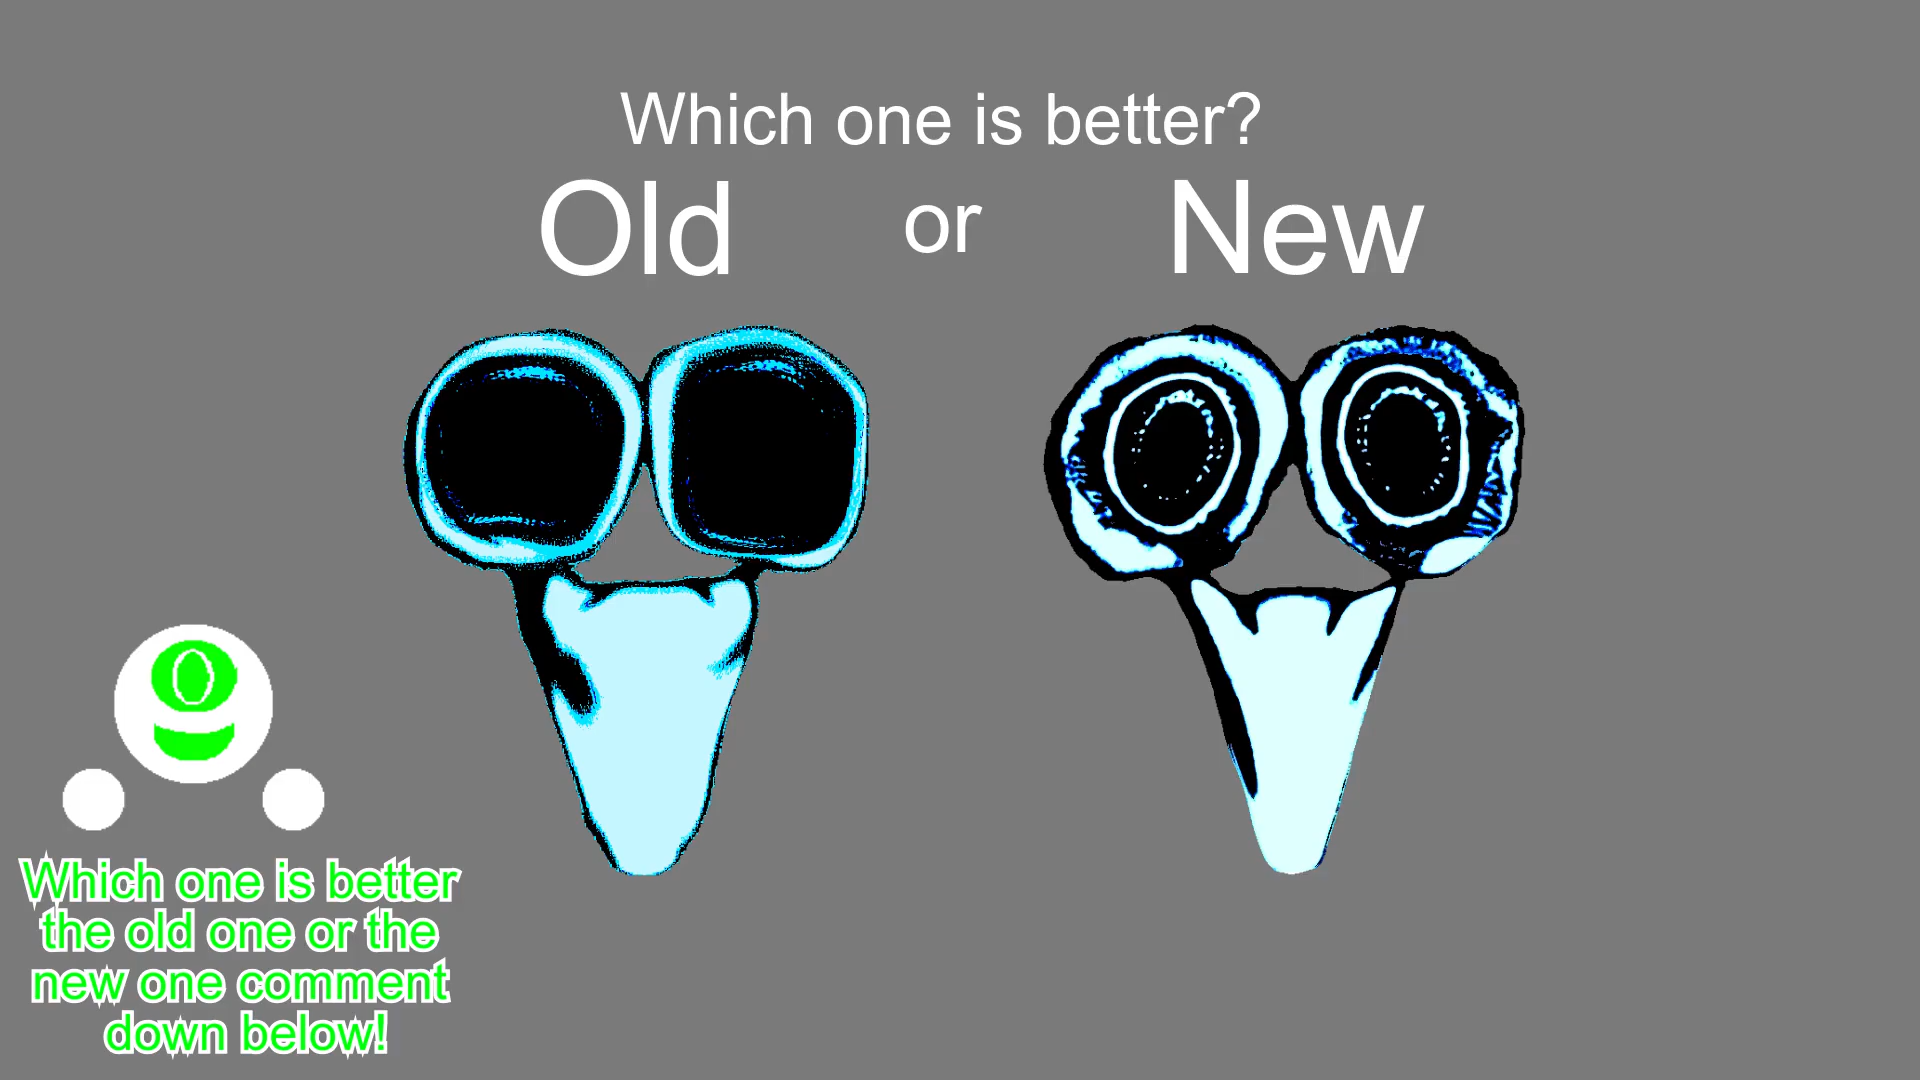 Which one is better?
Old or New
Which one is better
the old one or the
new one comment
down below!